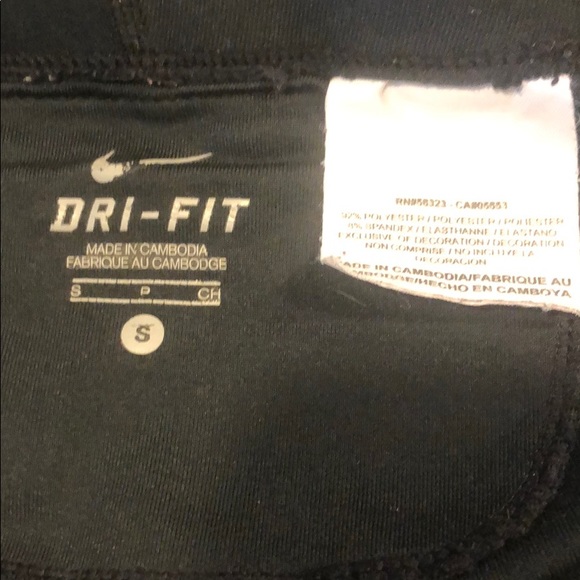 DRI-FIT
MADE IN CAMBODIA
FABRIQUE AU CAMBODGE
S P CH
S
RN#56323 - CA#05553
92% POLYESTER / POLYESTER / POLIESTER
8% SPANDEX / ELASTHANNE / ELASTANO
EXCLUSIVE OF DECORATION / DECORATION
NON COMPRISE / NO INCLUYE LA
DECORACIÓN
MADE IN CAMBODIA/FABRIQUE AU
CAMBODGE/HECHO EN CAMBOYA